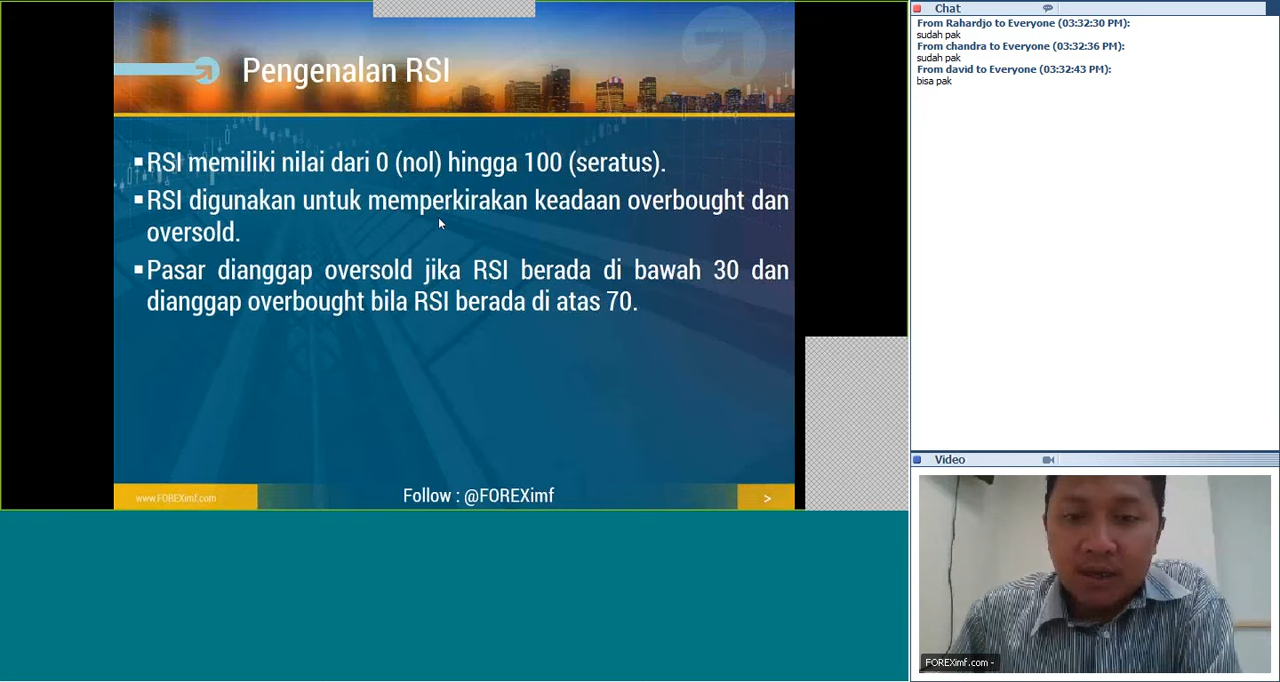 Pengenalan RSI
▪RSI memiliki nilai dari 0 (nol) hingga 100 (seratus).
▪RSI digunakan untuk memperkirakan keadaan overbought dan
oversold.
▪Pasar dianggap oversold jika RSI berada di bawah 30 dan
dianggap overbought bila RSI berada di atas 70.
www.FOREXimf.com
Follow : @FOREXimf
>
Chat
From Rahardjo to Everyone (03:32:30 PM):
sudah pak
From chandra to Everyone (03:32:36 PM):
sudah pak
From david to Everyone (03:32:43 PM):
bisa pak
Video
FOREXimf.com -